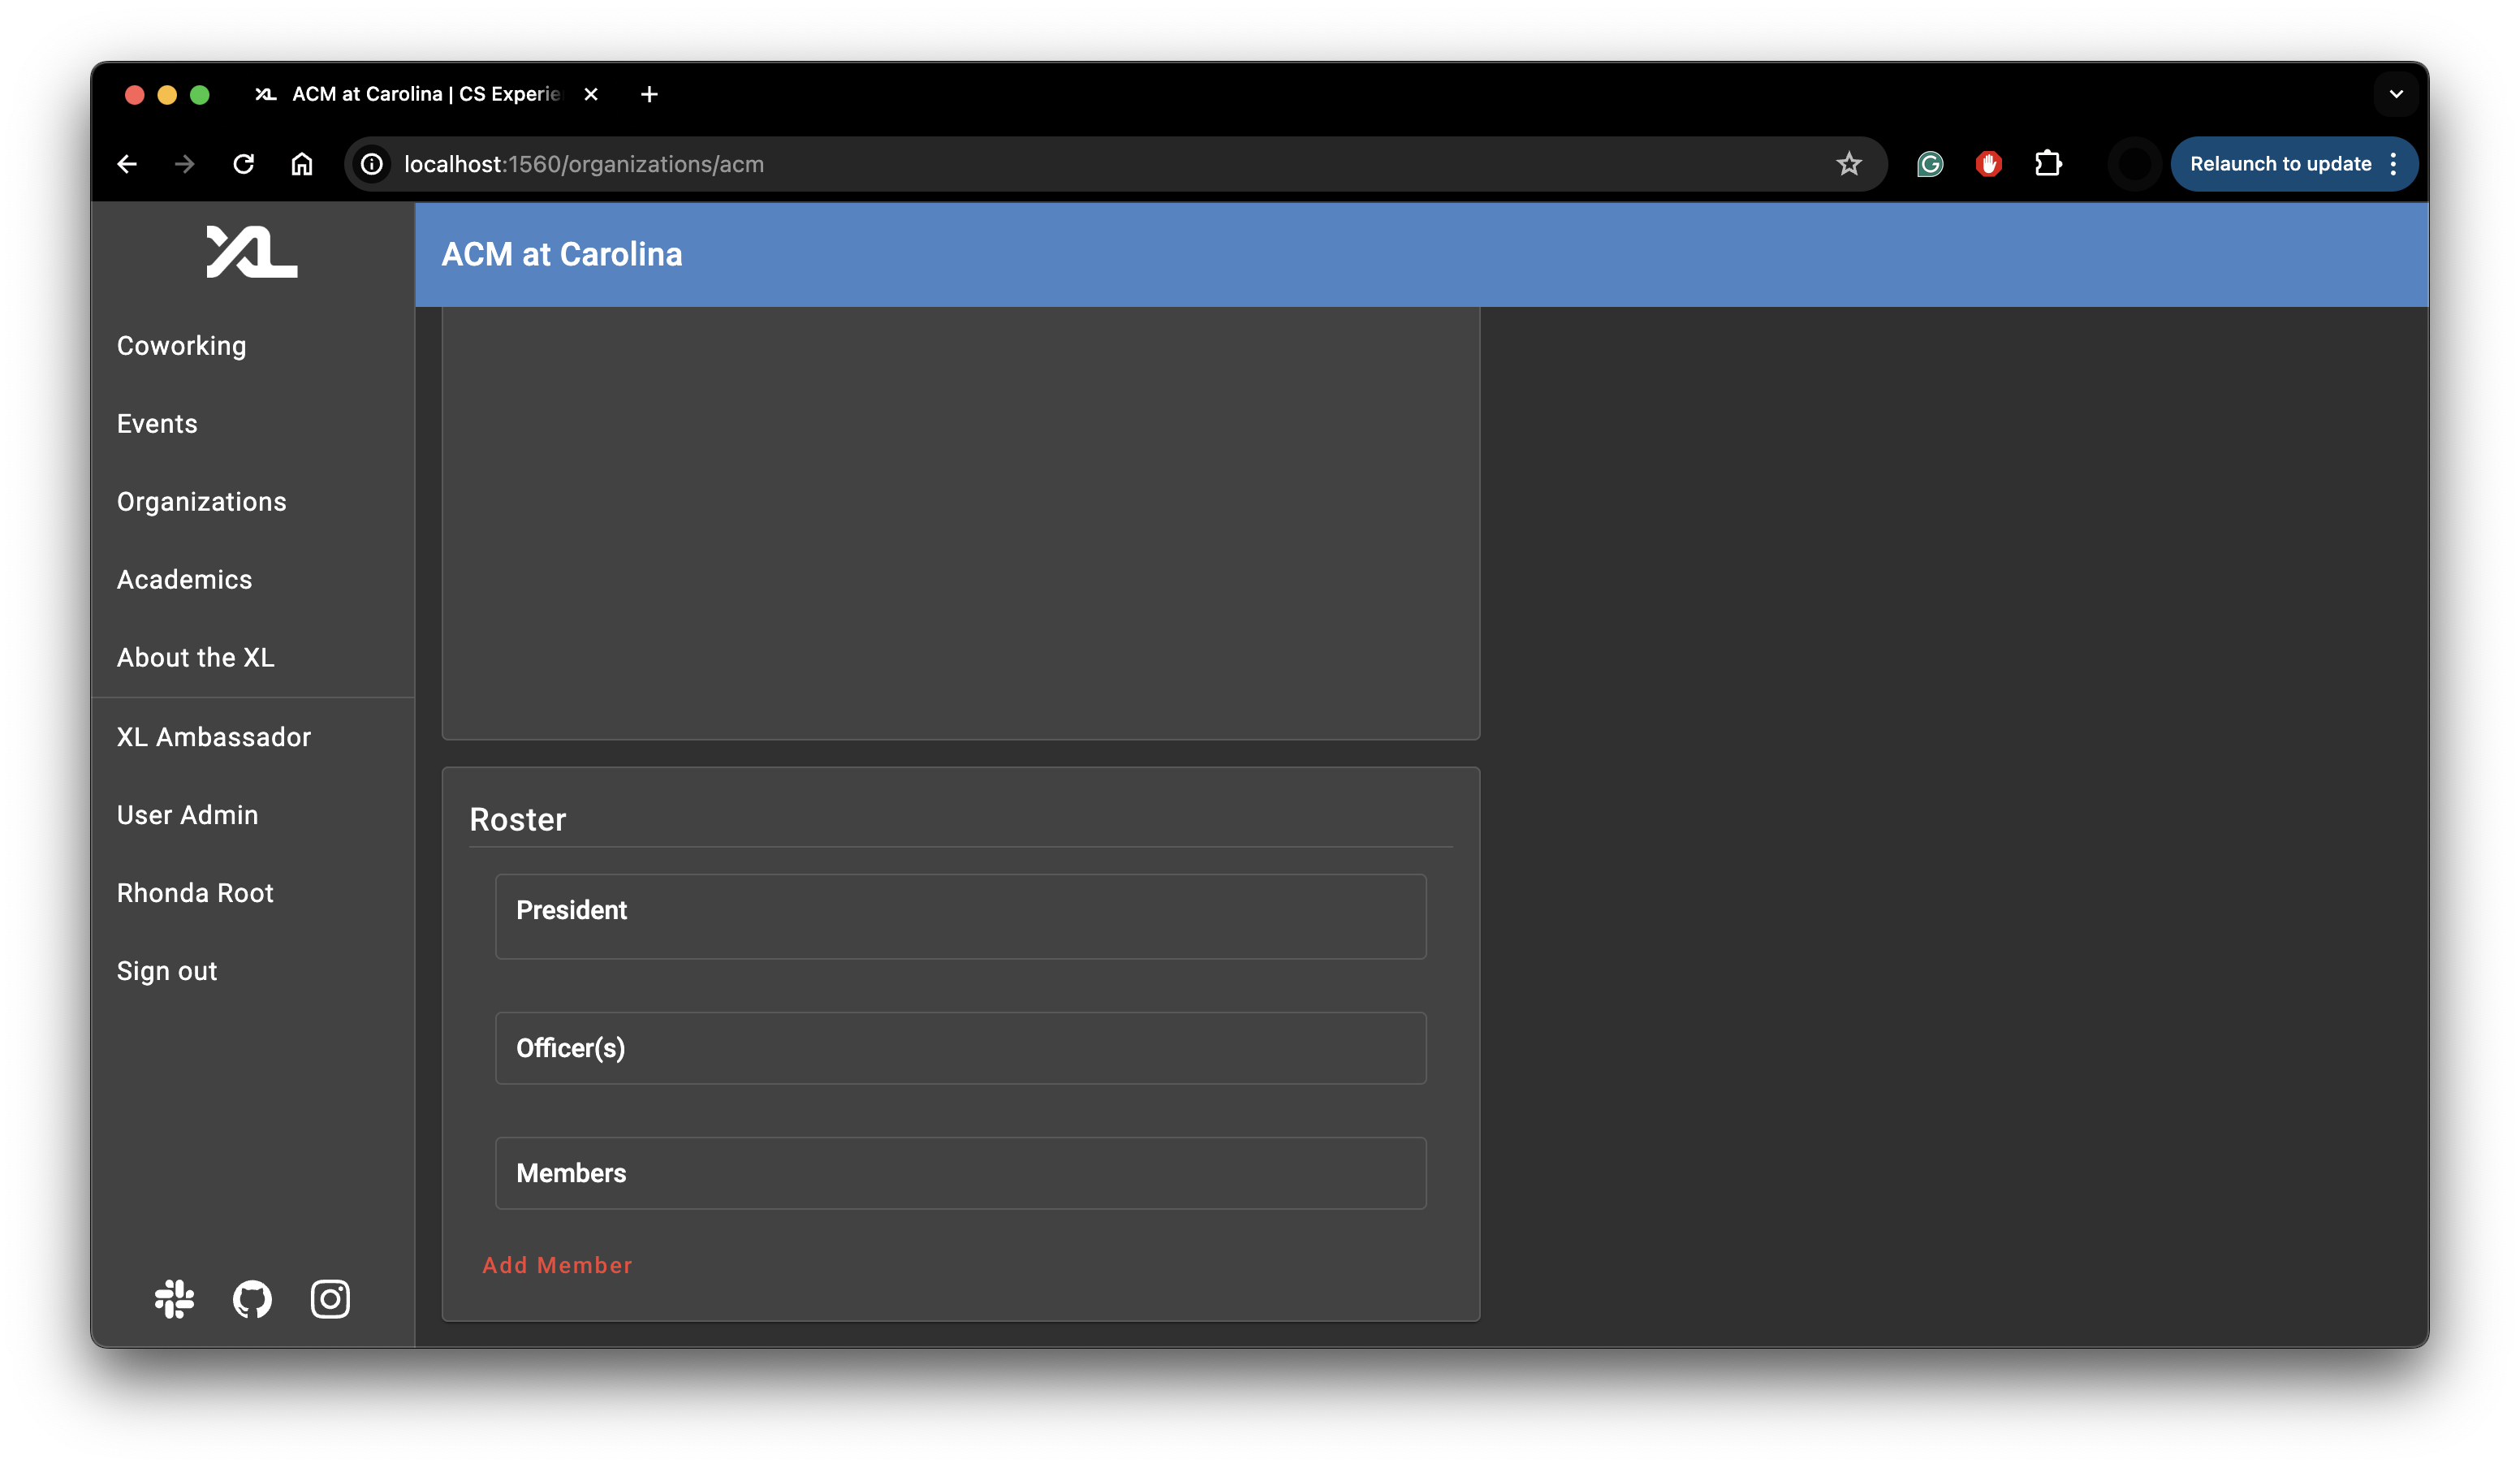 ACM at Carolina | CS Experie
localhost:1560/organizations/acm
Relaunch to update
XL
ACM at Carolina
Coworking
Events
Organizations
Academics
About the XL
XL Ambassador
User Admin
Rhonda Root
Sign out
Roster
President
Officer(s)
Members
Add Member